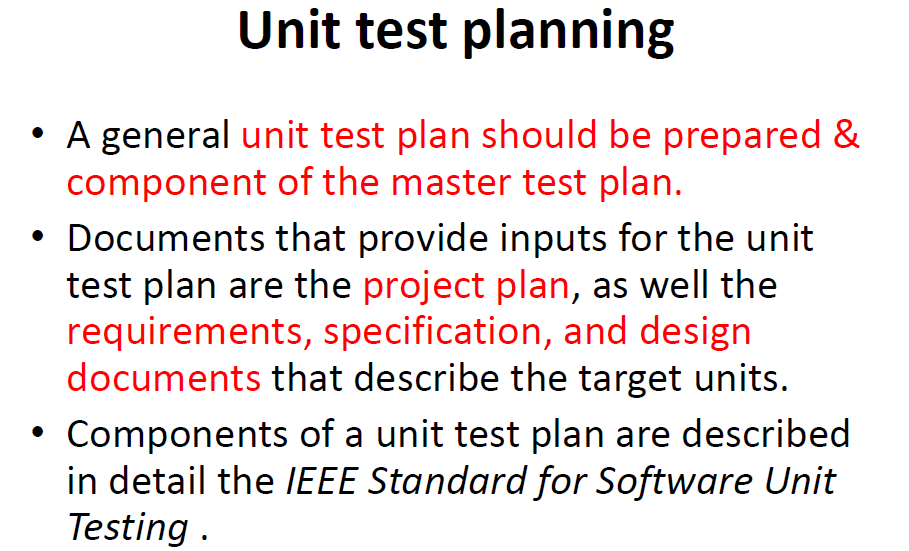 Unit test planning
• A general unit test plan should be prepared &
component of the master test plan.
• Documents that provide inputs for the unit
test plan are the project plan, as well the
requirements, specification, and design
documents that describe the target units.
• Components of a unit test plan are described
in detail the IEEE Standard for Software Unit
Testing .